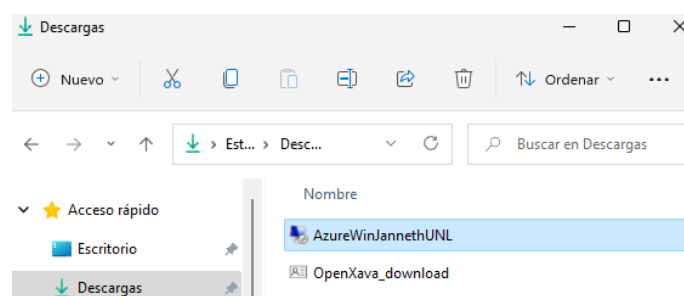 Descargas
Nuevo
Ordenar
Est... > Desc...
Buscar en Descargas
Nombre
Acceso rápido
AzureWinJannethUNL
Escritorio
OpenXava_download
Descargas